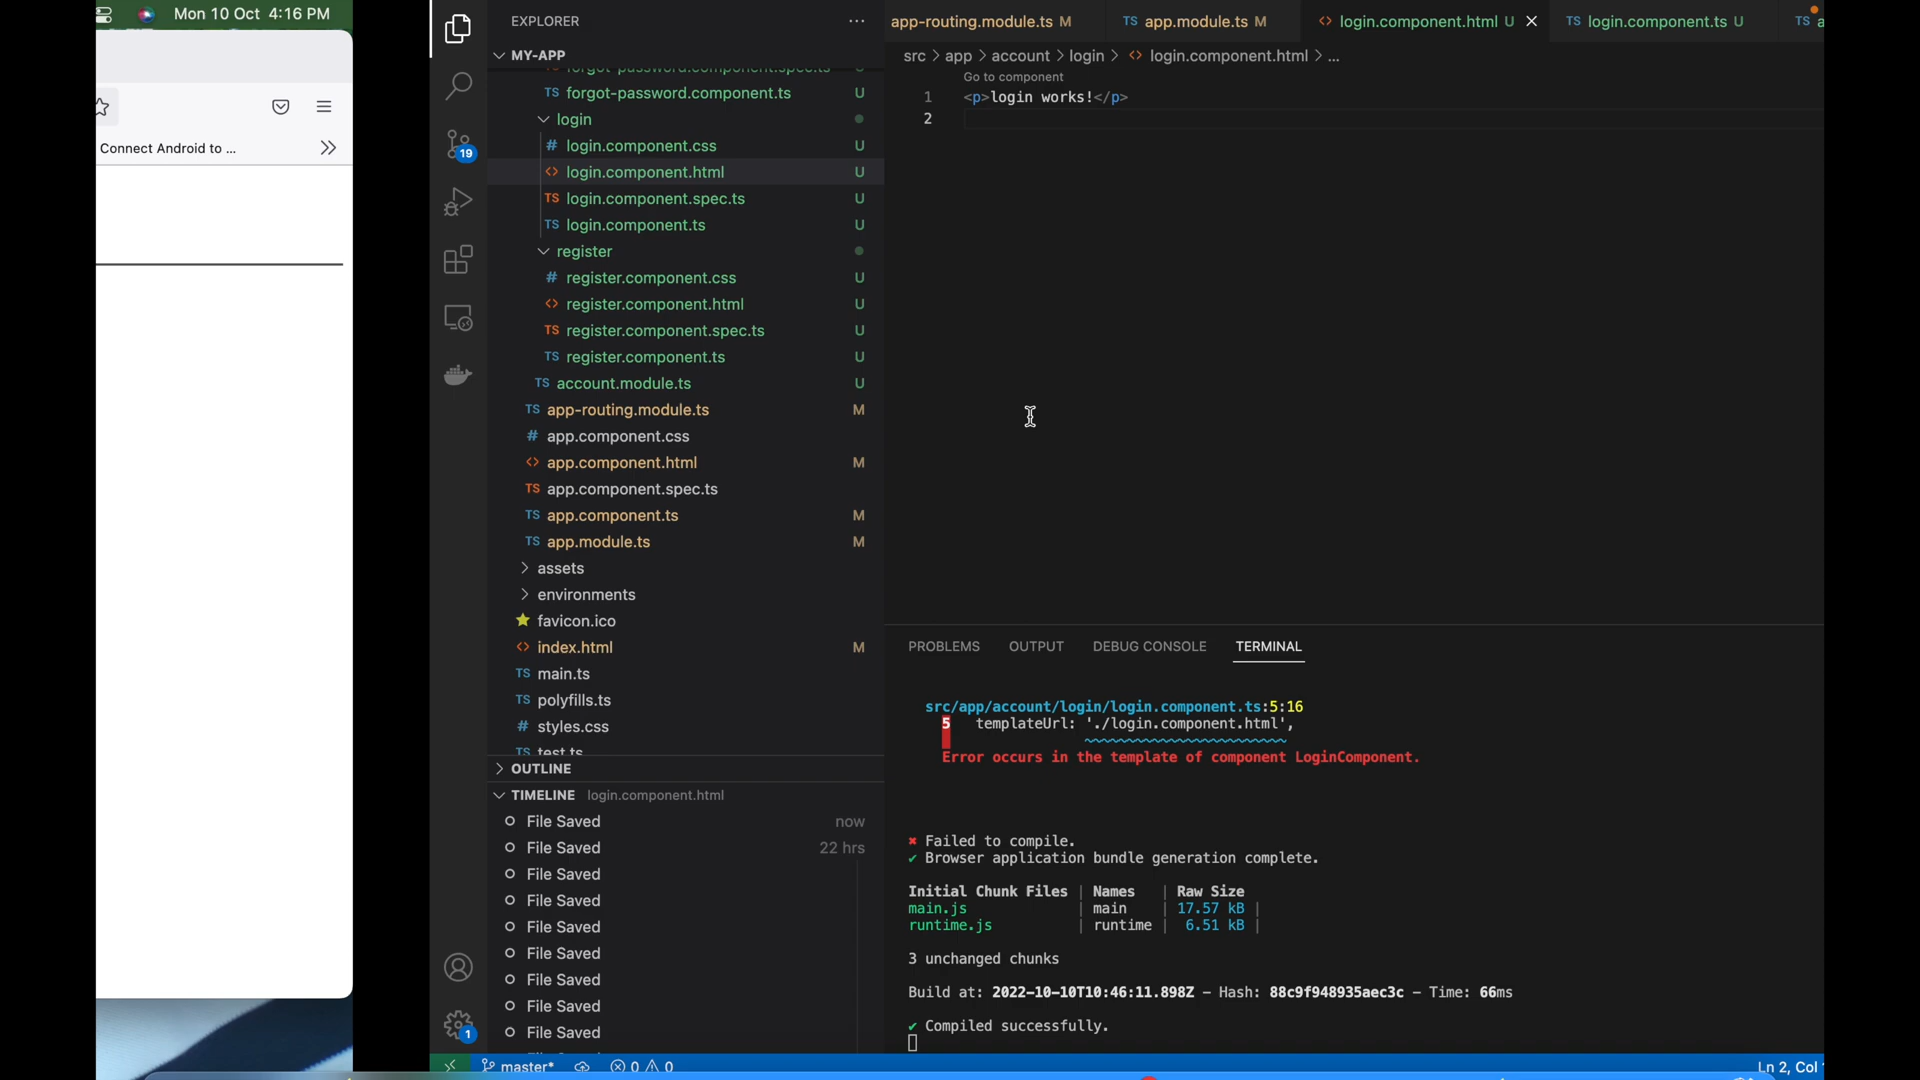 Mon 10 Oct 4:16 PM
Connect Android to ...
EXPLORER
MY-APP
forgot-password.component.spec.ts
forgot-password.component.ts U
login
login.component.css U
login.component.html U
login.component.spec.ts U
login.component.ts U
register
register.component.css U
register.component.html U
register.component.spec.ts U
register.component.ts U
account.module.ts U
app-routing.module.ts M
app.component.css
app.component.html M
app.component.spec.ts
app.component.ts M
app.module.ts M
assets
environments
favicon.ico
index.html M
main.ts
polyfills.ts
styles.css
test.ts
OUTLINE
TIMELINE login.component.html
File Saved now
File Saved 22 hrs
File Saved
File Saved
File Saved
File Saved
File Saved
File Saved
File Saved
19
1
app-routing.module.ts M
TS app.module.ts M
login.component.html U
TS login.component.ts U
TS
src > app > account > login > login.component.html > ...
Go to component
1 <p>login works!</p>
2
PROBLEMS OUTPUT DEBUG CONSOLE TERMINAL
src/app/account/login/login.component.ts:5:16
5 templateUrl: './login.component.html',
Error occurs in the template of component LoginComponent.
✖ Failed to compile.
✔ Browser application bundle generation complete.
Initial Chunk Files | Names | Raw Size
main.js | main | 17.57 kB |
runtime.js | runtime | 6.51 kB |
3 unchanged chunks
Build at: 2022-10-10T10:46:11.898Z - Hash: 88c9f948935aec3c - Time: 66ms
✔ Compiled successfully.
master* 0 0
Ln 2, Col